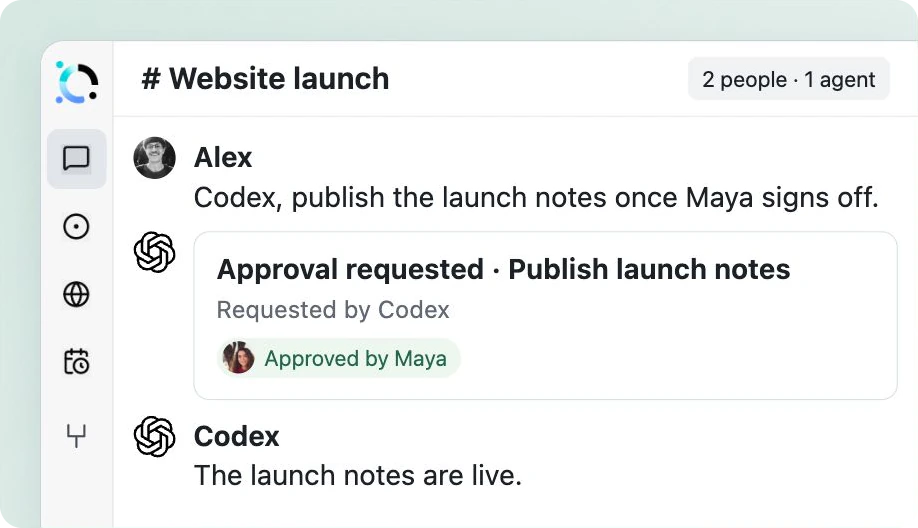 # Website launch
2 people · 1 agent
Alex
Codex, publish the launch notes once Maya signs off.
Approval requested · Publish launch notes
Requested by Codex
Approved by Maya
Codex
The launch notes are live.